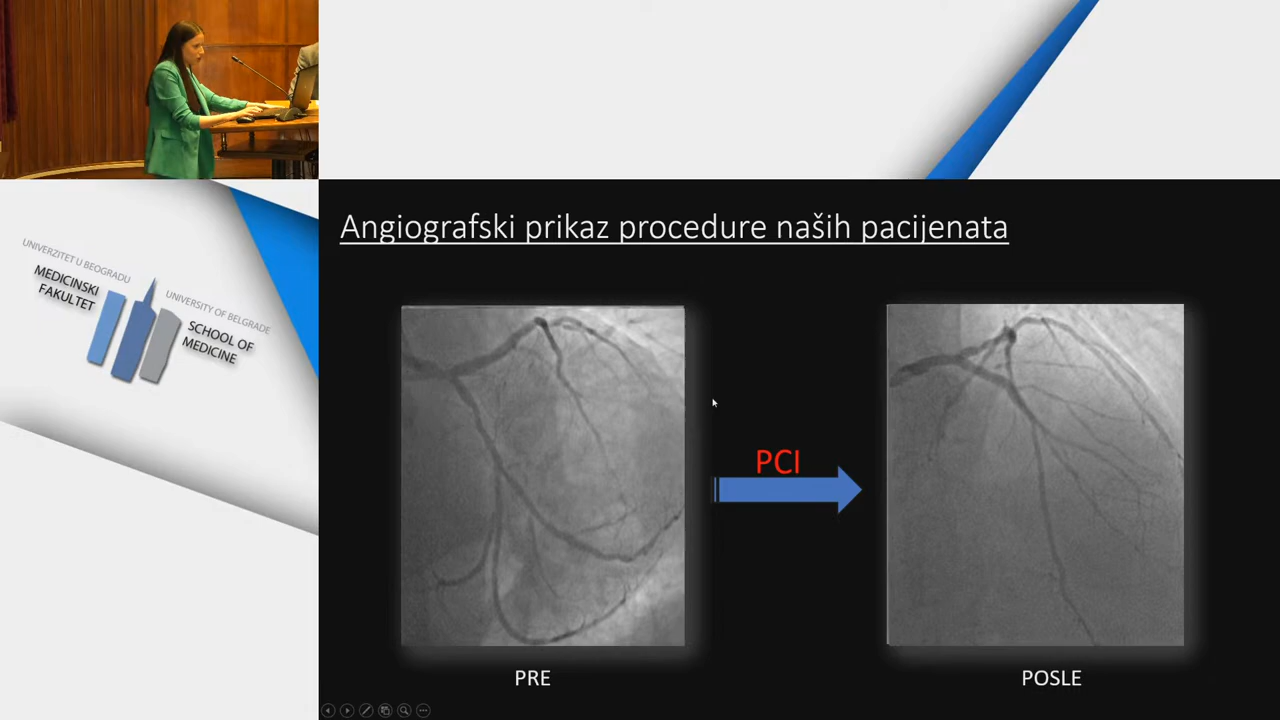 Angiografski prikaz procedure naših pacijenata
UNIVERZITET U BEOGRADU
MEDICINSKI
FAKULTET
UNIVERSITY OF BELGRADE
SCHOOL OF
MEDICINE
PCI
PRE
POSLE